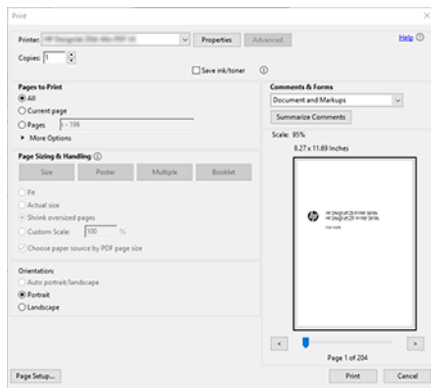 Print
Printer:
Properties
Advanced
Help
Copies:
1
Save ink/toner
Pages to Print
All
Current page
Pages
i - 196
More Options
Page Sizing & Handling
Size
Poster
Multiple
Booklet
Fit
Actual size
Shrink oversized pages
Custom Scale:
100
%
Choose paper source by PDF page size
Orientation:
Auto portrait/landscape
Portrait
Landscape
Comments & Forms
Document and Markups
Summarize Comments
Scale: 95%
8.27 x 11.69 Inches
hp
User Guide
<
>
Page 1 of 204
Page Setup...
Print
Cancel